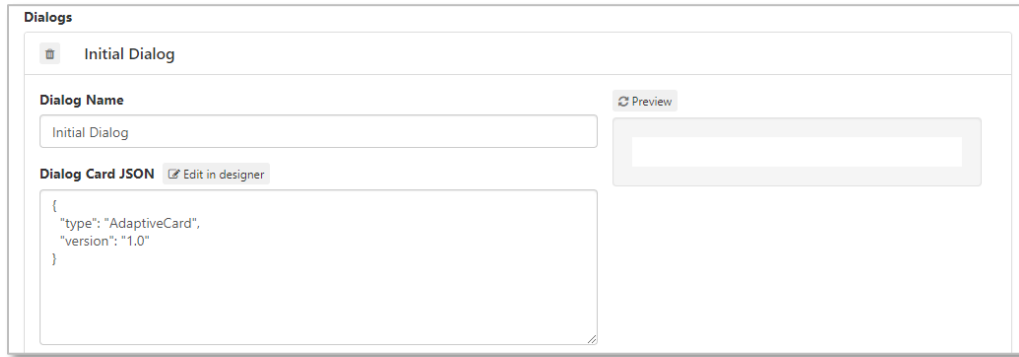 Dialogs
Initial Dialog
Dialog Name
Preview
Initial Dialog
Dialog Card JSON Edit in designer
{
"type": "AdaptiveCard",
"version": "1.0"
}